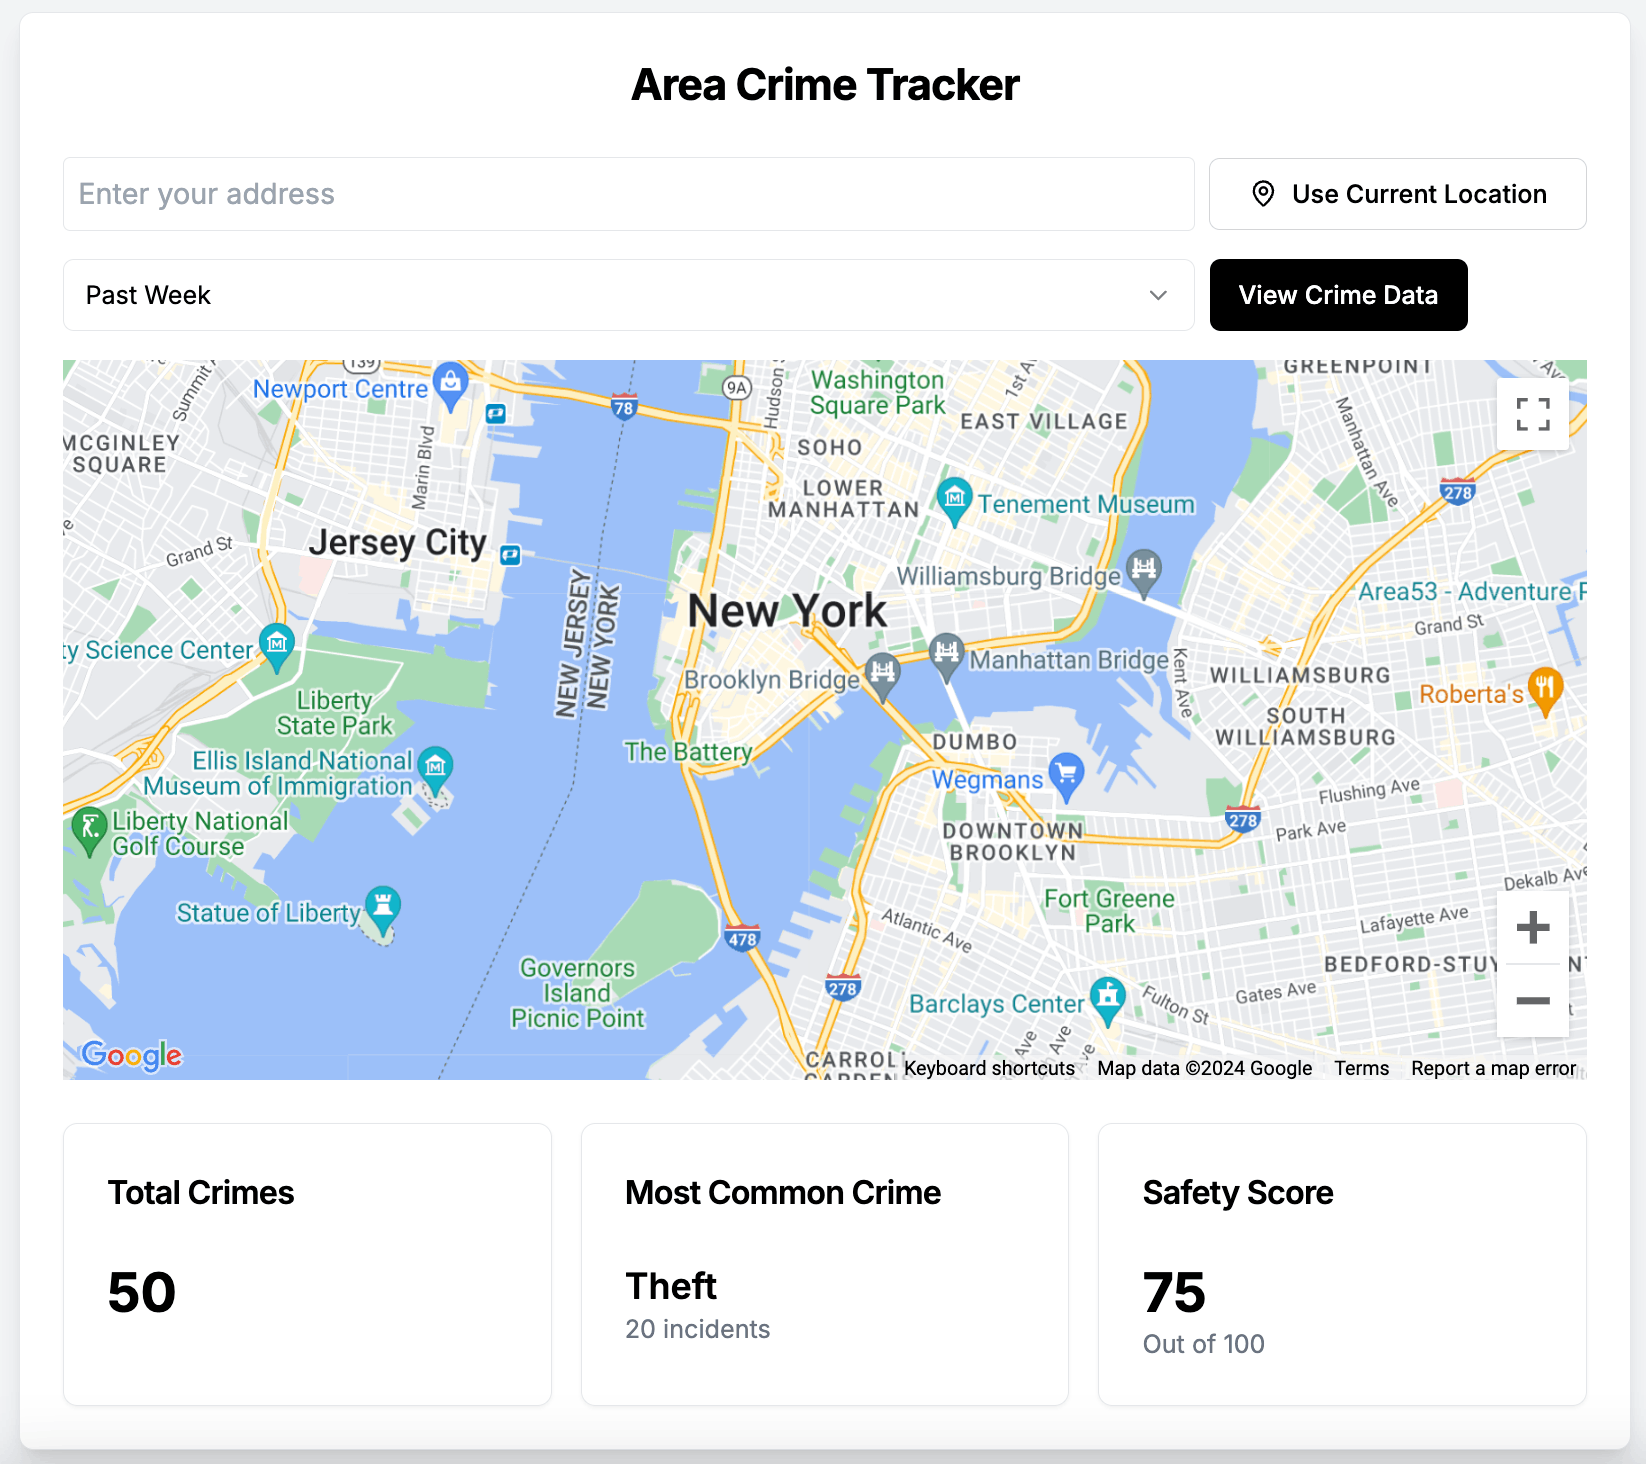 Area Crime Tracker
Enter your address
Use Current Location
Past Week
View Crime Data
139
Newport Centre
Summit
78
9A
Hudson
Washington
Square Park
1st A
EAST VILLAGE
GREENPOINT
MCGINLEY
SQUARE
Marin Blvd
SOHO
LOWER
MANHATTAN
Tenement Museum
Manhattan Ave
278
Grand St
Jersey City
Williamsburg Bridge
Area53 - Adventure P
NEW JERSEY
NEW YORK
New York
Grand St
ty Science Center
Brooklyn Bridge
Manhattan Bridge
Kent Ave
WILLIAMSBURG
Roberta's
Liberty
State Park
SOUTH
WILLIAMSBURG
The Battery
DUMBO
Ellis Island National
Museum of Immigration
Wegmans
Flushing Ave
Liberty National
Golf Course
DOWNTOWN
BROOKLYN
278
Park Ave
Dekalb Ave
Statue of Liberty
Fort Greene
Park
Atlantic Ave
Lafayette Ave
478
BEDFORD-STUY
NT
Governors
Island
Picnic Point
278
Barclays Center
Fulton St
Gates Ave
Google
CARROLL
GARDENS
Ave
Ave
Keyboard shortcuts
Map data ©2024 Google
Terms
Report a map error
Total Crimes
50
Most Common Crime
Theft
20 incidents
Safety Score
75
Out of 100